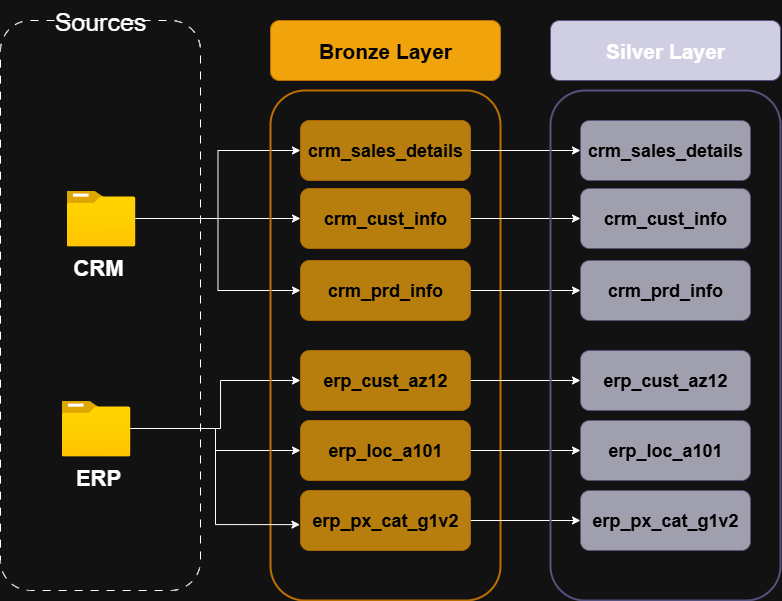 Sources
Bronze Layer
Silver Layer
crm_sales_details
crm_sales_details
crm_cust_info
crm_cust_info
CRM
crm_prd_info
crm_prd_info
erp_cust_az12
erp_cust_az12
erp_loc_a101
erp_loc_a101
ERP
erp_px_cat_g1v2
erp_px_cat_g1v2